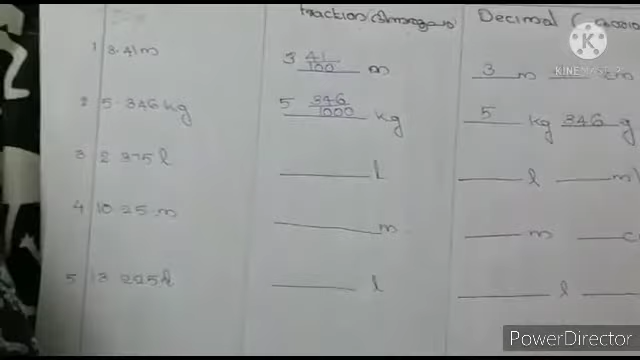 fraction ( Decimal (
1 3.41 m 3 41/100 m 3 m
2 5.346 kg 5 346/1000 kg 5 kg 346 g
3 2 375 l l l m
4 10.25 m m m c
5 13 225 l l l
KINEMASTER
PowerDirector